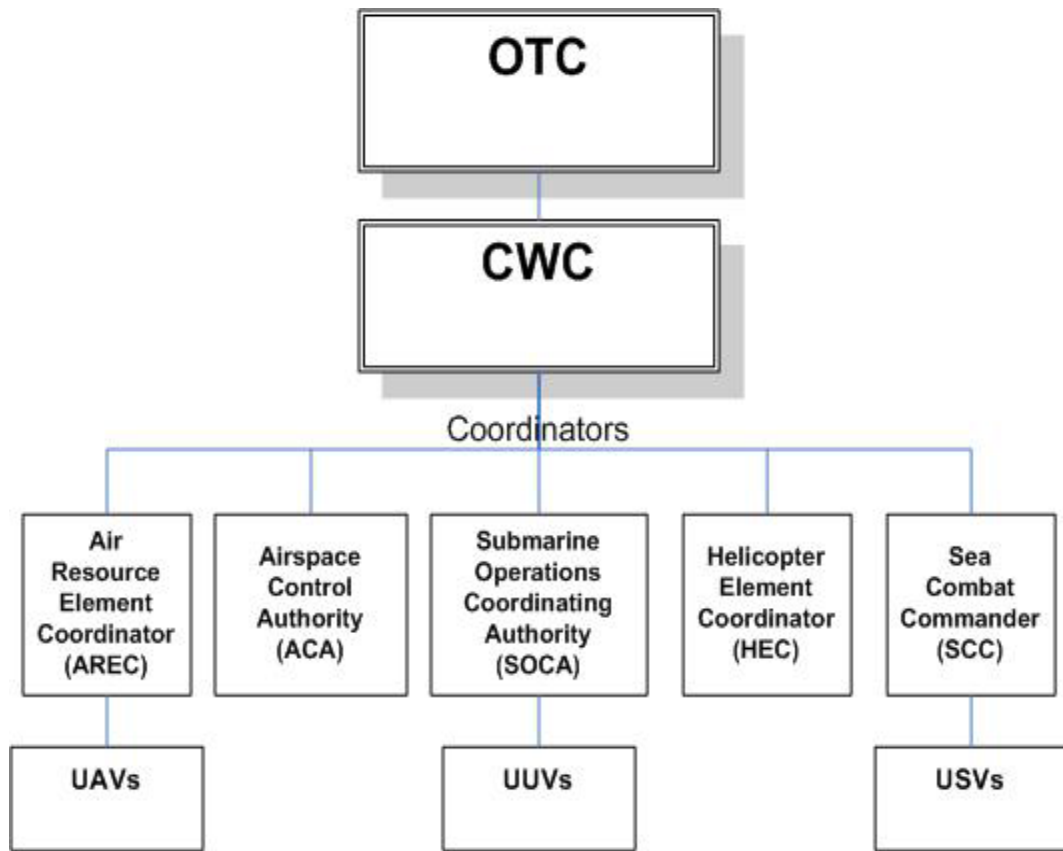 OTC
CWC
Coordinators
Air
Resource
Element
Coordinator
(AREC)
Airspace
Control
Authority
(ACA)
Submarine
Operations
Coordinating
Authority
(SOCA)
Helicopter
Element
Coordinator
(HEC)
Sea
Combat
Commander
(SCC)
UAVs
UUVs
USVs